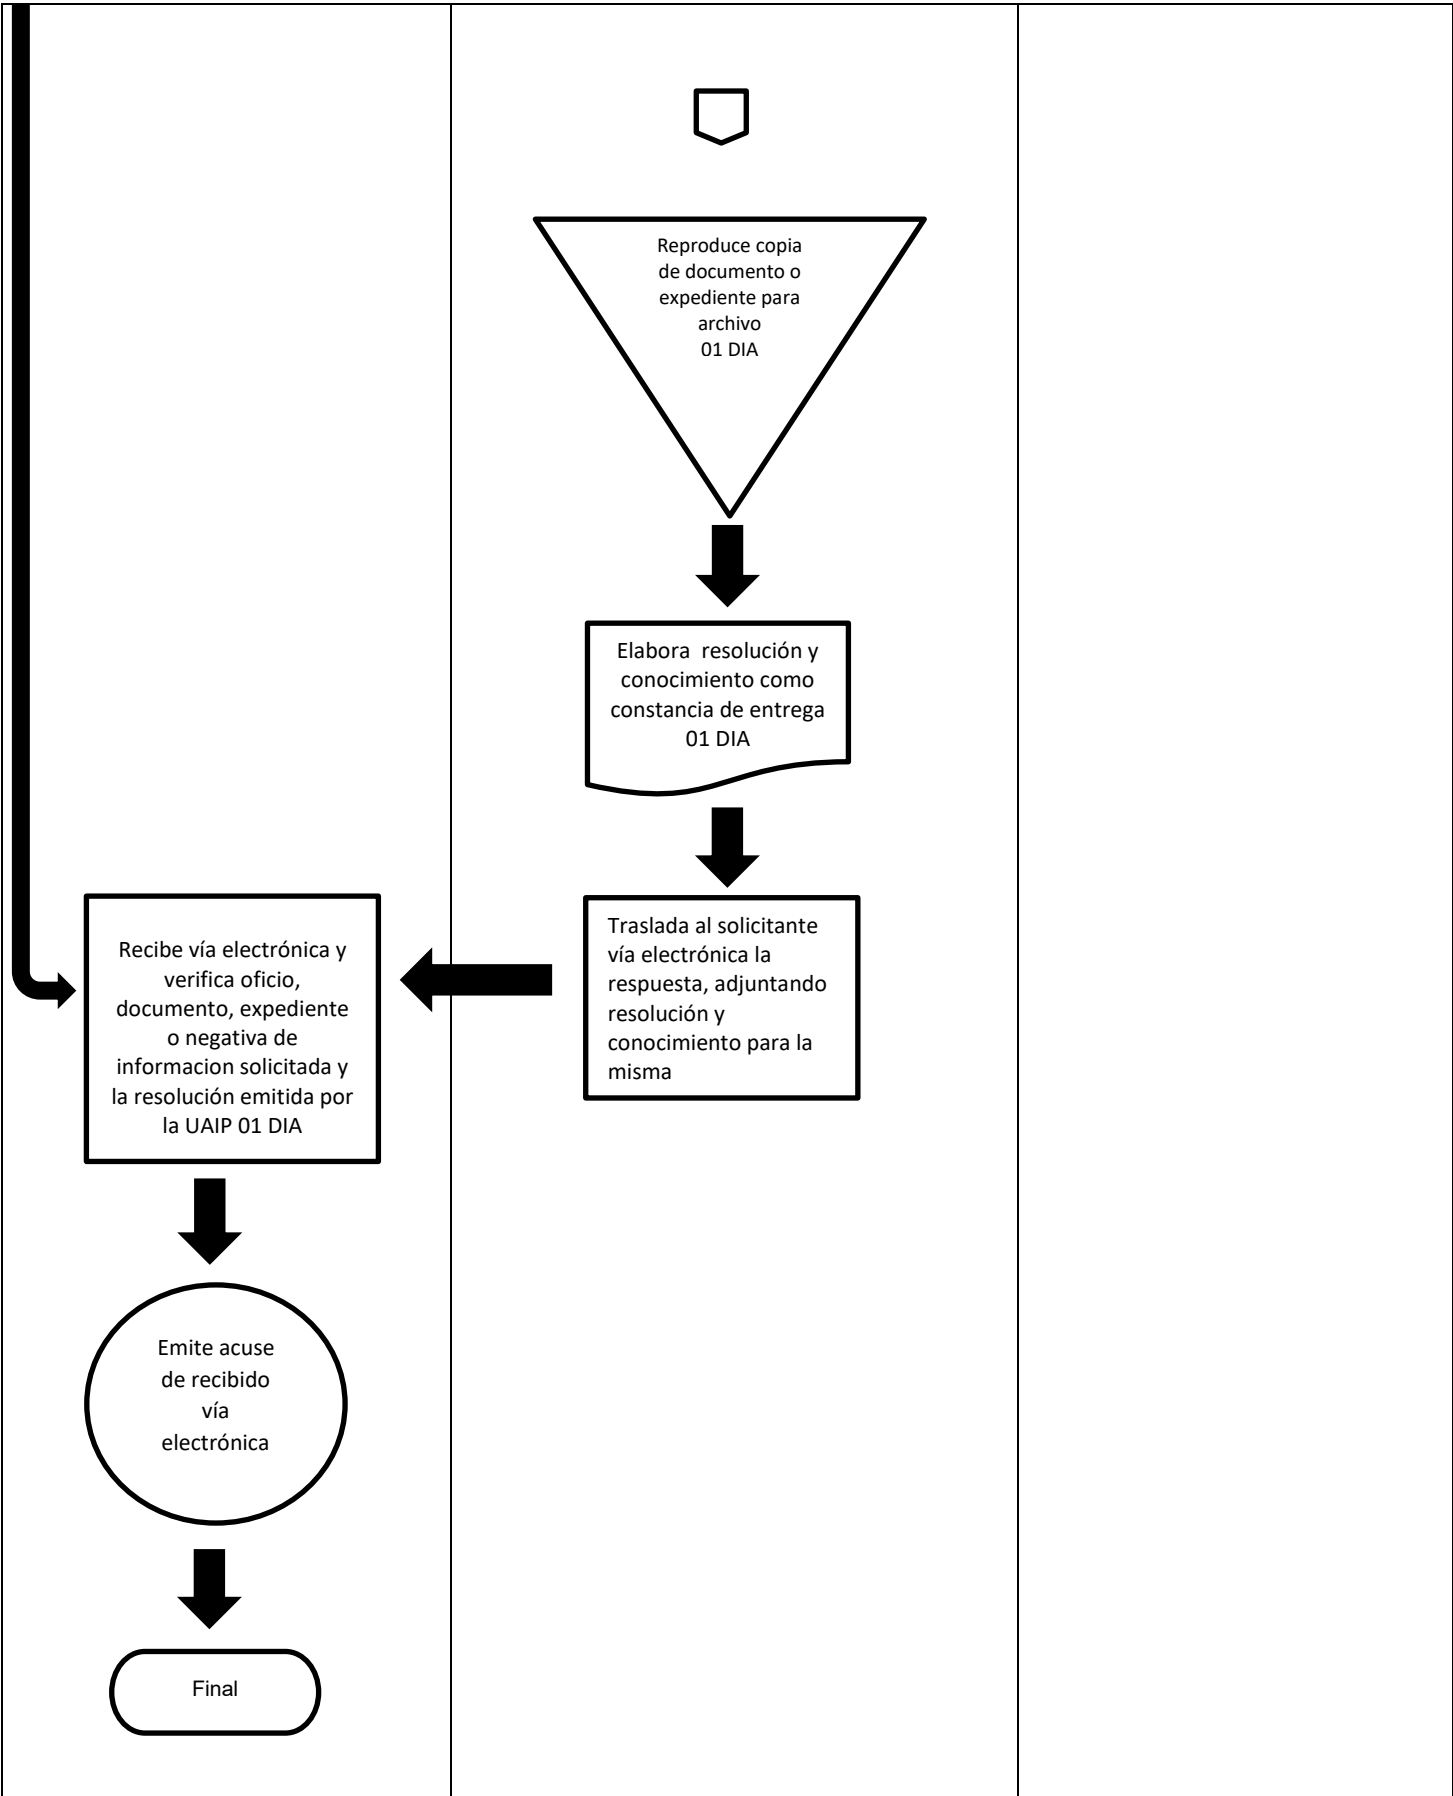 Reproduce copia
de documento o
expediente para
archivo
01 DIA
Elabora resolución y
conocimiento como
constancia de entrega
01 DIA
Traslada al solicitante
vía electrónica la
respuesta, adjuntando
resolución y
conocimiento para la
misma
Recibe vía electrónica y
verifica oficio,
documento, expediente
o negativa de
informacion solicitada y
la resolución emitida por
la UAIP 01 DIA
Emite acuse
de recibido
vía
electrónica
Final